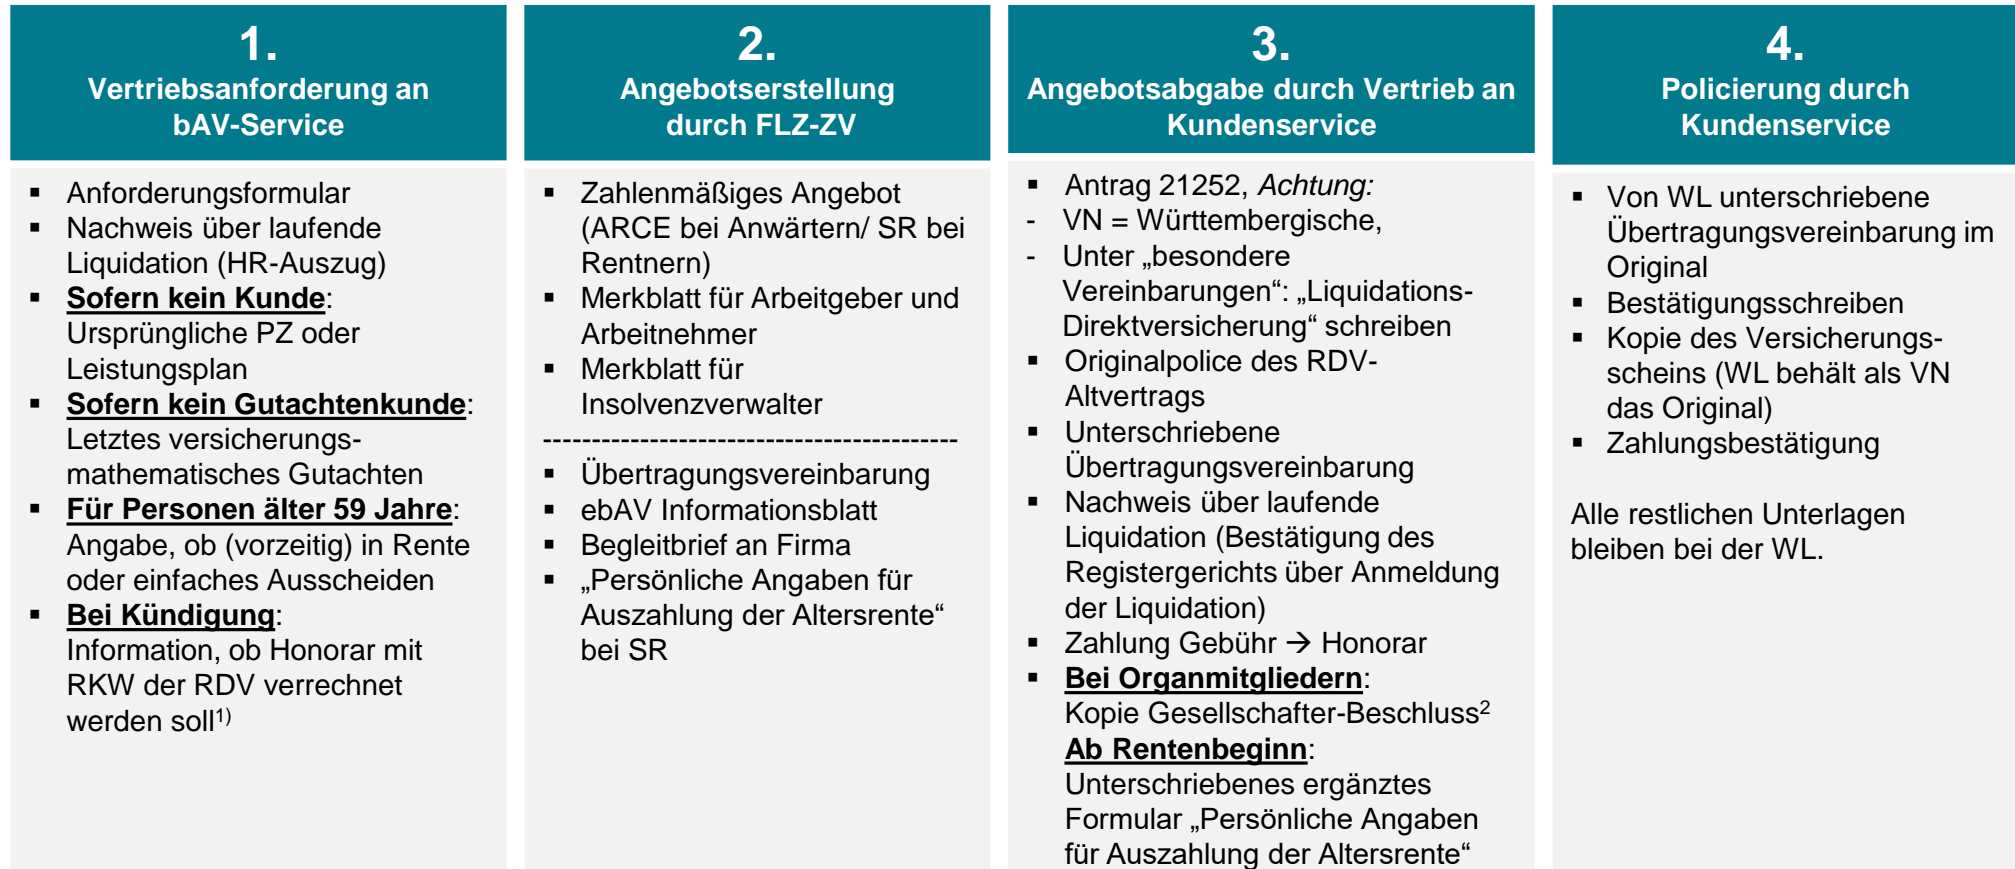 1.
Vertriebsanforderung an
bAV-Service
▪ Anforderungsformular
▪ Nachweis über laufende
Liquidation (HR-Auszug)
▪ Sofern kein Kunde:
Ursprüngliche PZ oder
Leistungsplan
▪ Sofern kein Gutachtenkunde:
Letztes versicherungs-
mathematisches Gutachten
▪ Für Personen älter 59 Jahre:
Angabe, ob (vorzeitig) in Rente
oder einfaches Ausscheiden
▪ Bei Kündigung:
Information, ob Honorar mit
RKW der RDV verrechnet
werden soll1)
2.
Angebotserstellung
durch FLZ-ZV
▪ Zahlenmäßiges Angebot
(ARCE bei Anwärtern/ SR bei
Rentnern)
▪ Merkblatt für Arbeitgeber und
Arbeitnehmer
▪ Merkblatt für
Insolvenzverwalter
------------------------------------------
▪ Übertragungsvereinbarung
▪ ebAV Informationsblatt
▪ Begleitbrief an Firma
▪ „Persönliche Angaben für
Auszahlung der Altersrente“
bei SR
3.
Angebotsabgabe durch Vertrieb an
Kundenservice
▪ Antrag 21252, Achtung:
- VN = Württembergische,
- Unter „besondere
Vereinbarungen“: „Liquidations-
Direktversicherung“ schreiben
▪ Originalpolice des RDV-
Altvertrags
▪ Unterschriebene
Übertragungsvereinbarung
▪ Nachweis über laufende
Liquidation (Bestätigung des
Registergerichts über Anmeldung
der Liquidation)
▪ Zahlung Gebühr → Honorar
▪ Bei Organmitgliedern:
Kopie Gesellschafter-Beschluss2
Ab Rentenbeginn:
Unterschriebenes ergänztes
Formular „Persönliche Angaben
für Auszahlung der Altersrente“
4.
Policierung durch
Kundenservice
▪ Von WL unterschriebene
Übertragungsvereinbarung im
Original
▪ Bestätigungsschreiben
▪ Kopie des Versicherungs-
scheins (WL behält als VN
das Original)
▪ Zahlungsbestätigung
Alle restlichen Unterlagen
bleiben bei der WL.